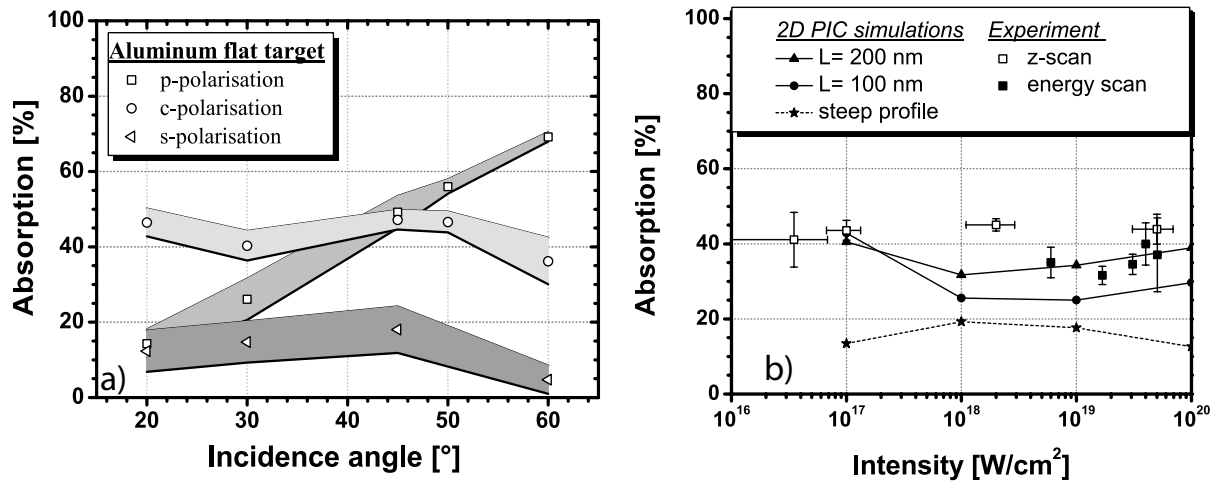 Absorption [%]
100
80
60
40
20
0
Aluminum flat target
p-polarisation
c-polarisation
s-polarisation
a)
20 30 40 50 60
Incidence angle [°]
Absorption [%]
100
80
60
40
20
0
2D PIC simulations Experiment
L= 200 nm z-scan
L= 100 nm energy scan
steep profile
b)
10^16 10^17 10^18 10^19 10^20
Intensity [W/cm²]